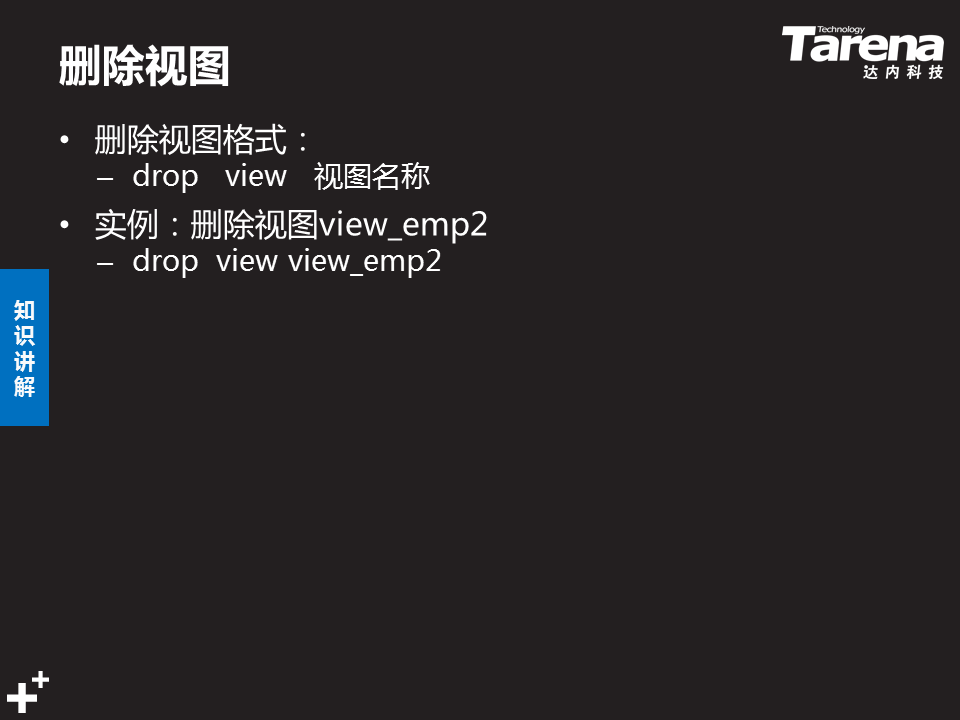 删除视图
Technology
Tarena
达内科技
• 删除视图格式：
– drop view 视图名称
• 实例：删除视图view_emp2
– drop view view_emp2
知识讲解